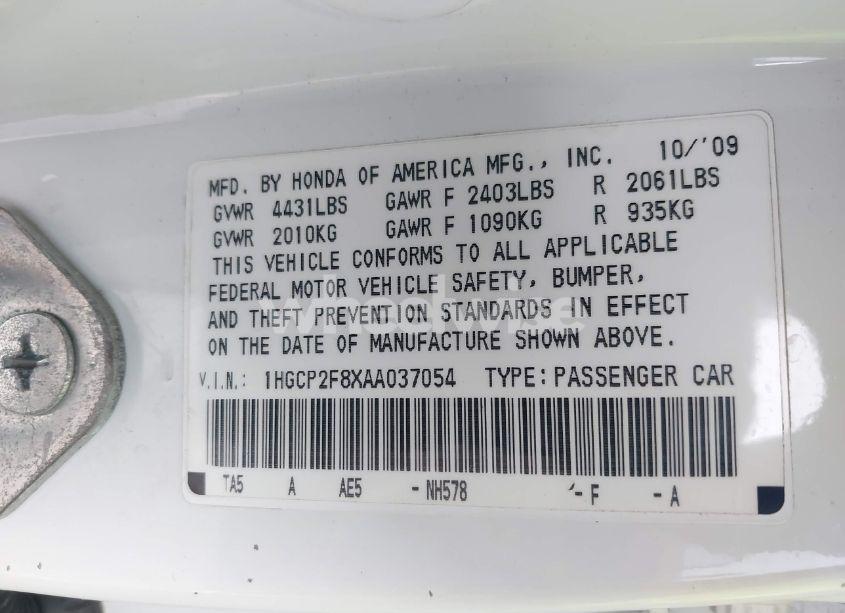 MFD. BY HONDA OF AMERICA MFG., INC. 10/'09
GVWR 4431LBS GAWR F 2403LBS R 2061LBS
GVWR 2010KG GAWR F 1090KG R 935KG
THIS VEHICLE CONFORMS TO ALL APPLICABLE
FEDERAL MOTOR VEHICLE SAFETY, BUMPER,
AND THEFT PREVENTION STANDARDS IN EFFECT
ON THE DATE OF MANUFACTURE SHOWN ABOVE.
V.I.N.: 1HGCP2F8XAA037054 TYPE: PASSENGER CAR
TA5 A AE5 -NH578 -F -A